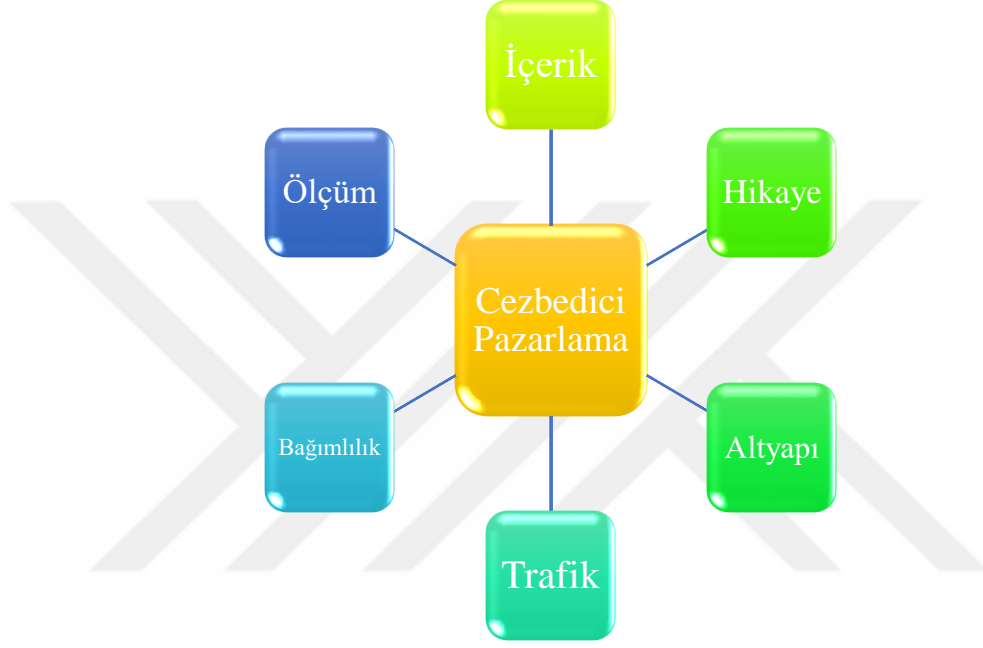 İçerik
Ölçüm
Hikaye
Cezbedici
Pazarlama
Bağımlılık
Altyapı
Trafik